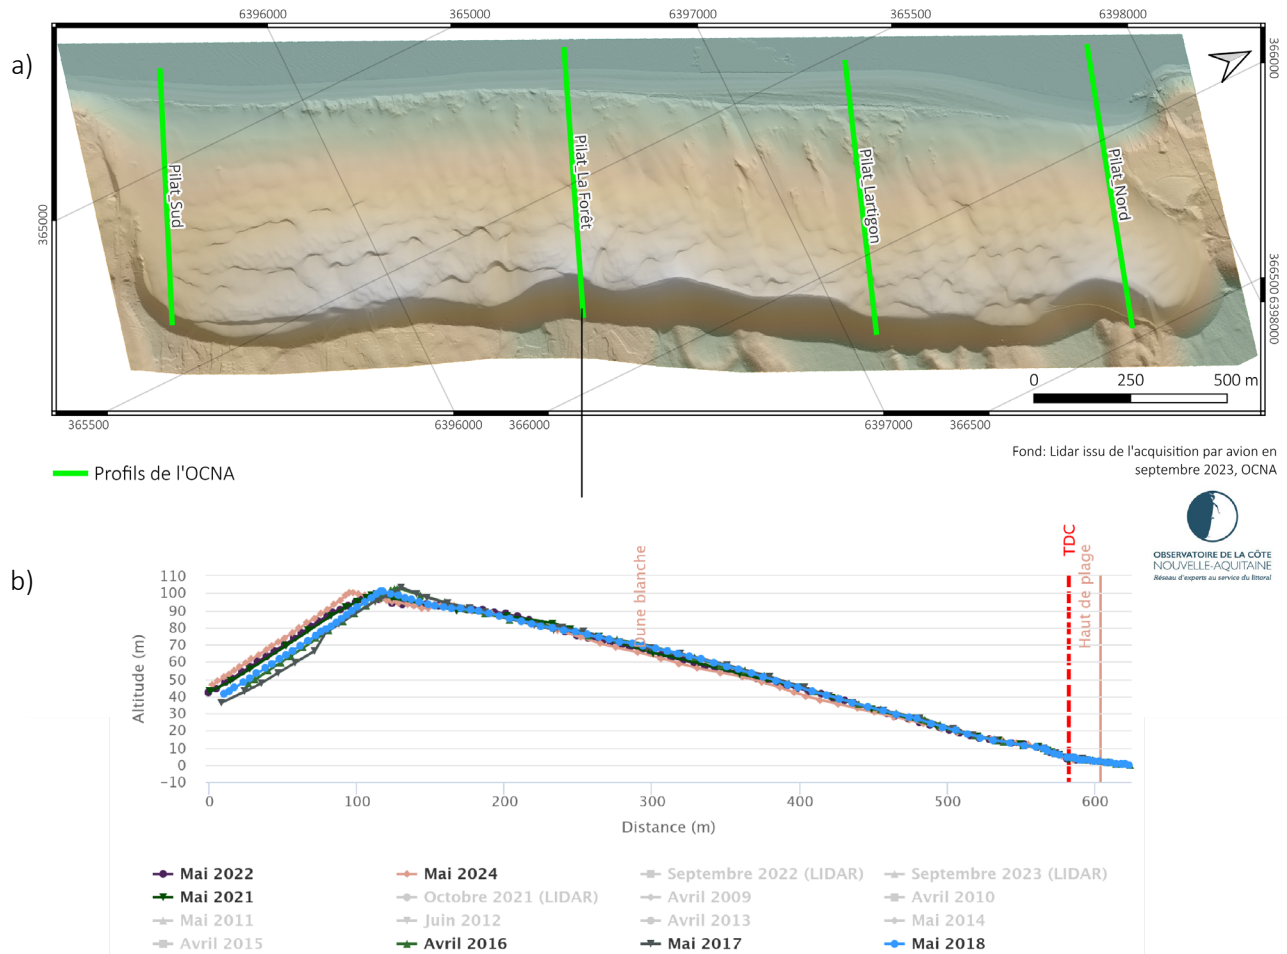 6396000
365000
6397000
365500
6398000
a)
366000
Pilat_Sud
Pilat_La Forêt
Pilat_Lartigon
Pilat_Nord
365000
366500
6398000
0
250
500 m
365500
6396000
366000
6397000
366500
Profils de l'OCNA
Fond: Lidar issu de l'acquisition par avion en
septembre 2023, OCNA
OBSERVATOIRE DE LA CÔTE
NOUVELLE-AQUITAINE
Réseau d'experts au service du littoral
b)
TDC
Haut de plage
Dune blanche
Altitude (m)
110
100
90
80
70
60
50
40
30
20
10
0
−10
0
100
200
300
400
500
600
Distance (m)
Mai 2022
Mai 2024
Septembre 2022 (LIDAR)
Septembre 2023 (LIDAR)
Mai 2021
Octobre 2021 (LIDAR)
Avril 2009
Avril 2010
Mai 2011
Juin 2012
Avril 2013
Mai 2014
Avril 2015
Avril 2016
Mai 2017
Mai 2018